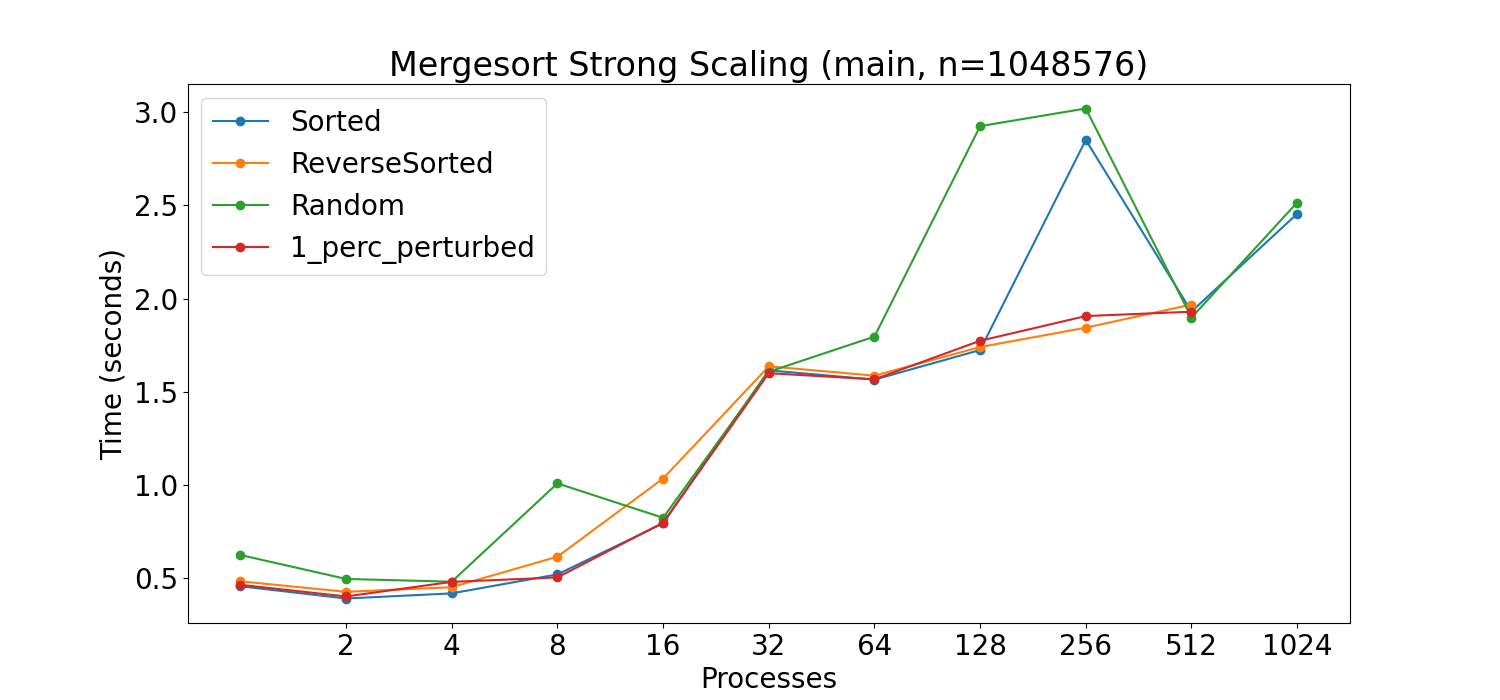 Mergesort Strong Scaling (main, n=1048576)
Sorted
ReverseSorted
Random
1_perc_perturbed
Time (seconds)
3.0
2.5
2.0
1.5
1.0
0.5
2 4 8 16 32 64 128 256 512 1024
Processes